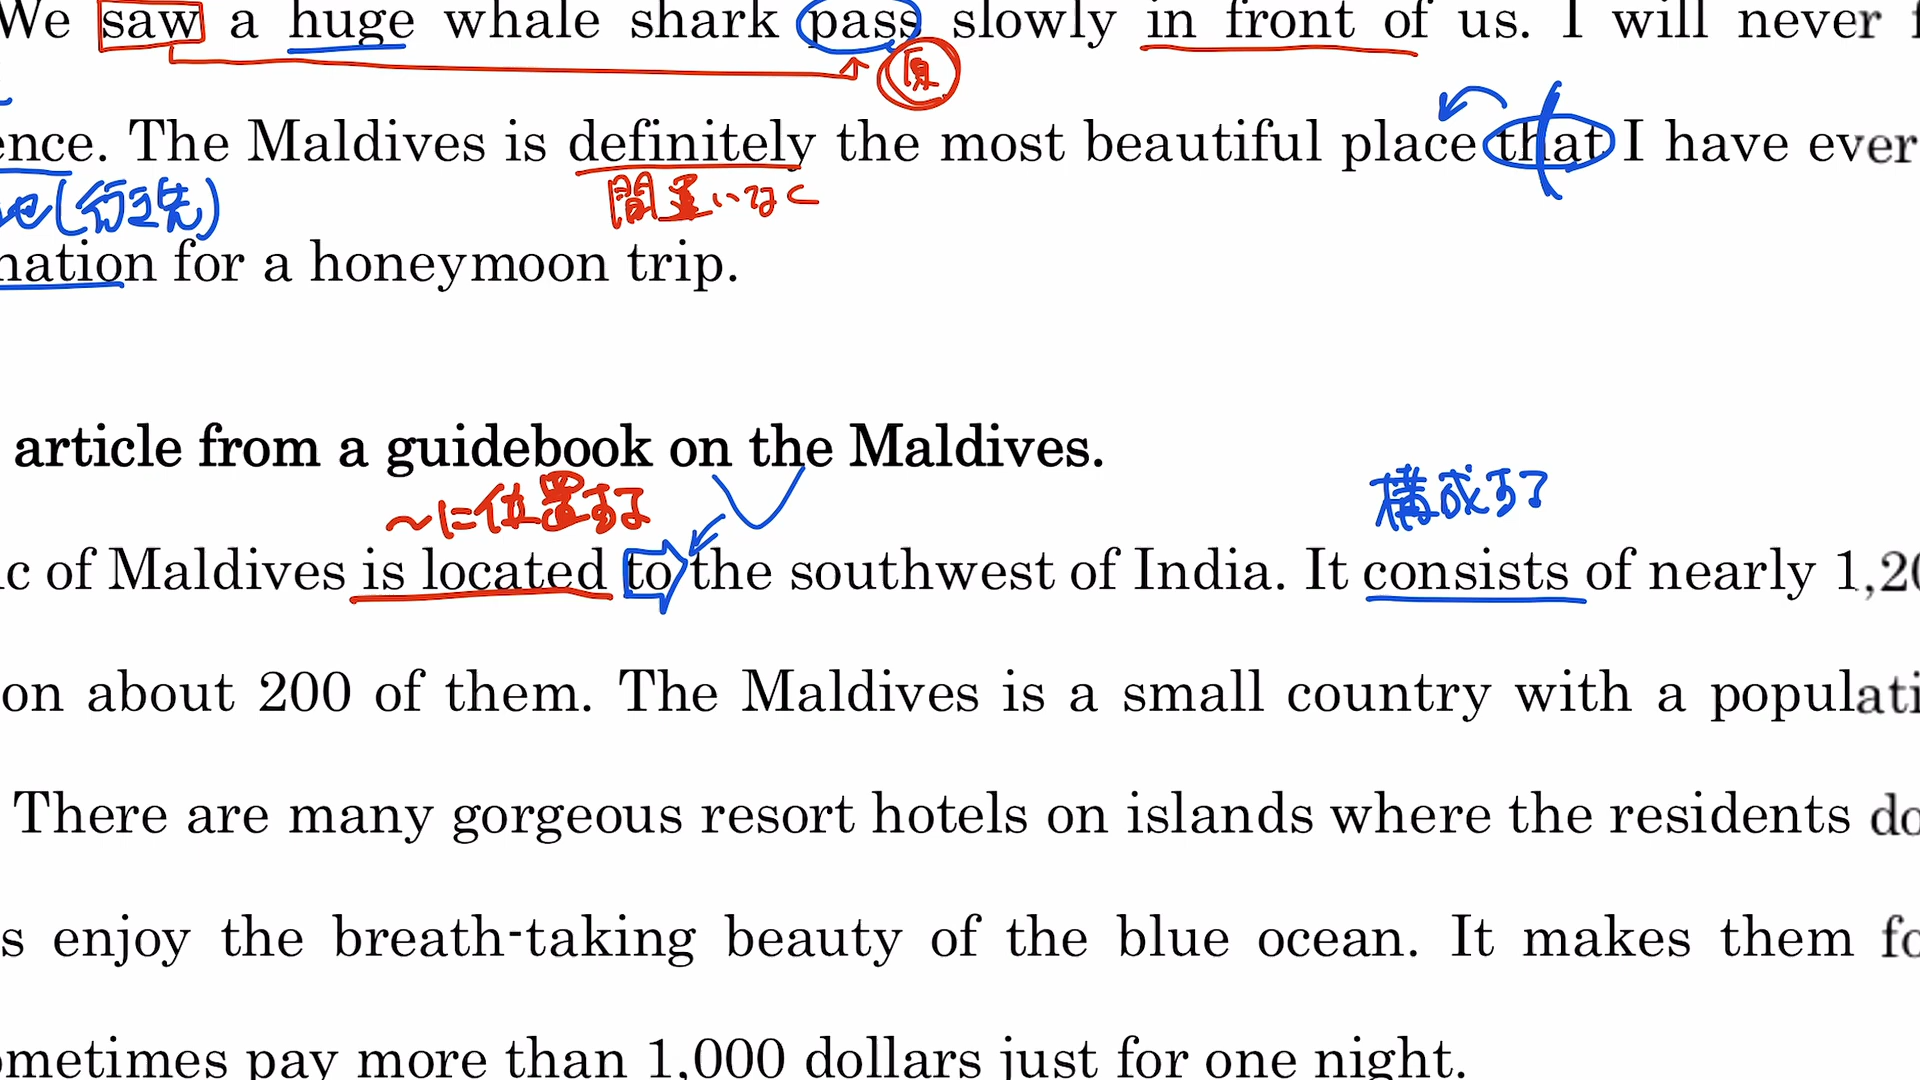 We saw a huge whale shark pass slowly in front of us. I will never
原
ence. The Maldives is definitely the most beautiful place that I have ever
(行き先) 間違いなく
nation for a honeymoon trip.
article from a guidebook on the Maldives.
〜に位置する 構成する
ic of Maldives is located to the southwest of India. It consists of nearly 1,20
on about 200 of them. The Maldives is a small country with a populati
There are many gorgeous resort hotels on islands where the residents do
s enjoy the breath-taking beauty of the blue ocean. It makes them fo
ometimes pay more than 1,000 dollars just for one night.